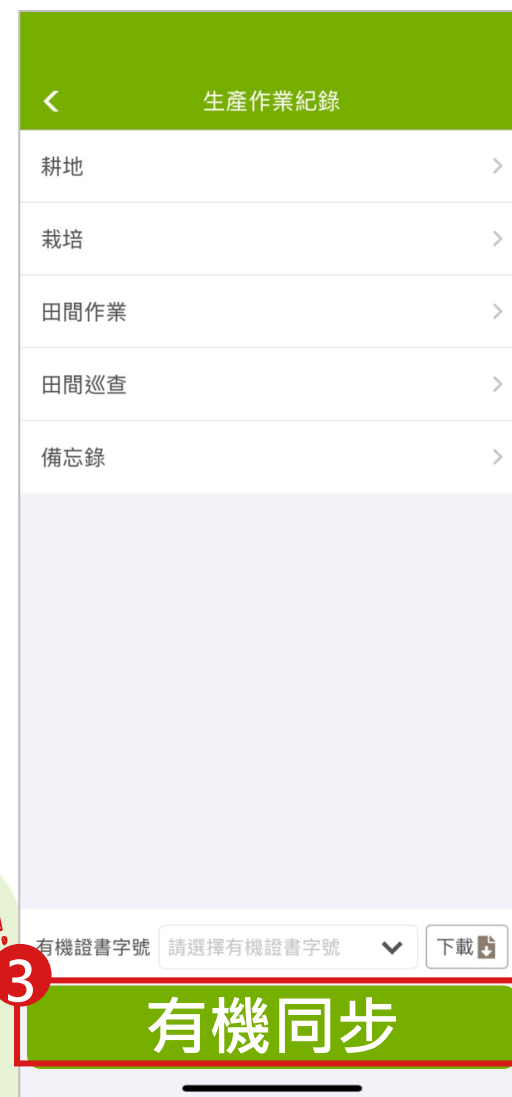 生產作業紀錄
耕地
栽培
田間作業
田間巡查
備忘錄
有機證書字號 請選擇有機證書字號 下載
3
有機同步